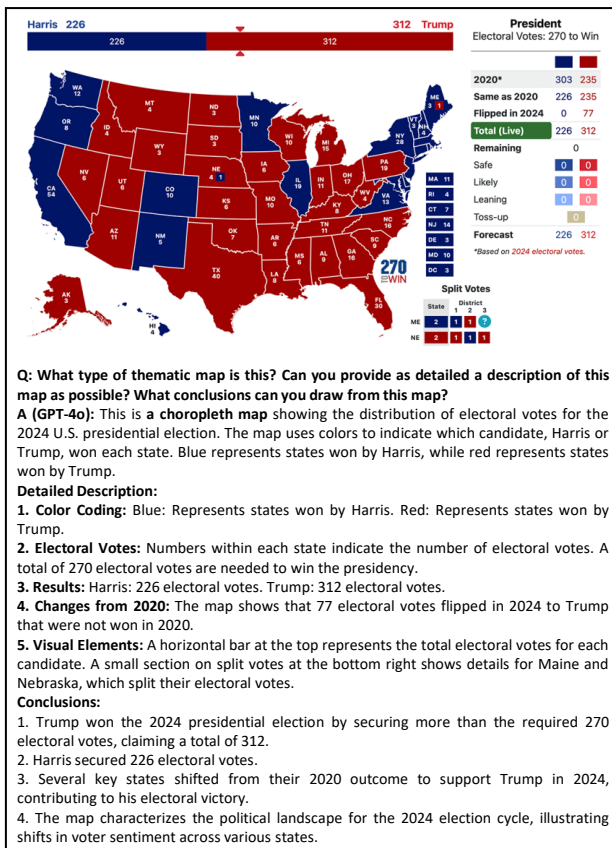 Harris 226
312 Trump
226
312
President
Electoral Votes: 270 to Win
2020* 303 235
Same as 2020 226 235
Flipped in 2024 0 77
Total (Live) 226 312
Remaining 0
Safe 0 0
Likely 0 0
Leaning 0 0
Toss-up 0
Forecast 226 312
*Based on 2024 electoral votes.
WA
12
OR
8
CA
54
NV
6
ID
4
MT
4
WY
3
UT
6
AZ
11
CO
10
NM
5
ND
3
SD
3
NE
4 1
KS
6
OK
7
TX
40
MN
10
IA
6
MO
10
AR
6
LA
8
WI
10
IL
19
MI
15
IN
11
OH
17
KY
8
TN
11
MS
6
AL
9
GA
16
FL
30
SC
9
NC
16
VA
13
WV
4
PA
19
NY
28
VT
3
NH
4
ME
3 1
AK
3
HI
4
MA 11
RI 4
CT 7
NJ 14
DE 3
MD 10
DC 3
270
TO WIN
Split Votes
State
District
1 2 3
ME 2 1 1 ?
NE 2 1 1 1
Q: What type of thematic map is this? Can you provide as detailed a description of this
map as possible? What conclusions can you draw from this map?
A (GPT-4o): This is a choropleth map showing the distribution of electoral votes for the
2024 U.S. presidential election. The map uses colors to indicate which candidate, Harris or
Trump, won each state. Blue represents states won by Harris, while red represents states
won by Trump.
Detailed Description:
1. Color Coding: Blue: Represents states won by Harris. Red: Represents states won by
Trump.
2. Electoral Votes: Numbers within each state indicate the number of electoral votes. A
total of 270 electoral votes are needed to win the presidency.
3. Results: Harris: 226 electoral votes. Trump: 312 electoral votes.
4. Changes from 2020: The map shows that 77 electoral votes flipped in 2024 to Trump
that were not won in 2020.
5. Visual Elements: A horizontal bar at the top represents the total electoral votes for each
candidate. A small section on split votes at the bottom right shows details for Maine and
Nebraska, which split their electoral votes.
Conclusions:
1. Trump won the 2024 presidential election by securing more than the required 270
electoral votes, claiming a total of 312.
2. Harris secured 226 electoral votes.
3. Several key states shifted from their 2020 outcome to support Trump in 2024,
contributing to his electoral victory.
4. The map characterizes the political landscape for the 2024 election cycle, illustrating
shifts in voter sentiment across various states.